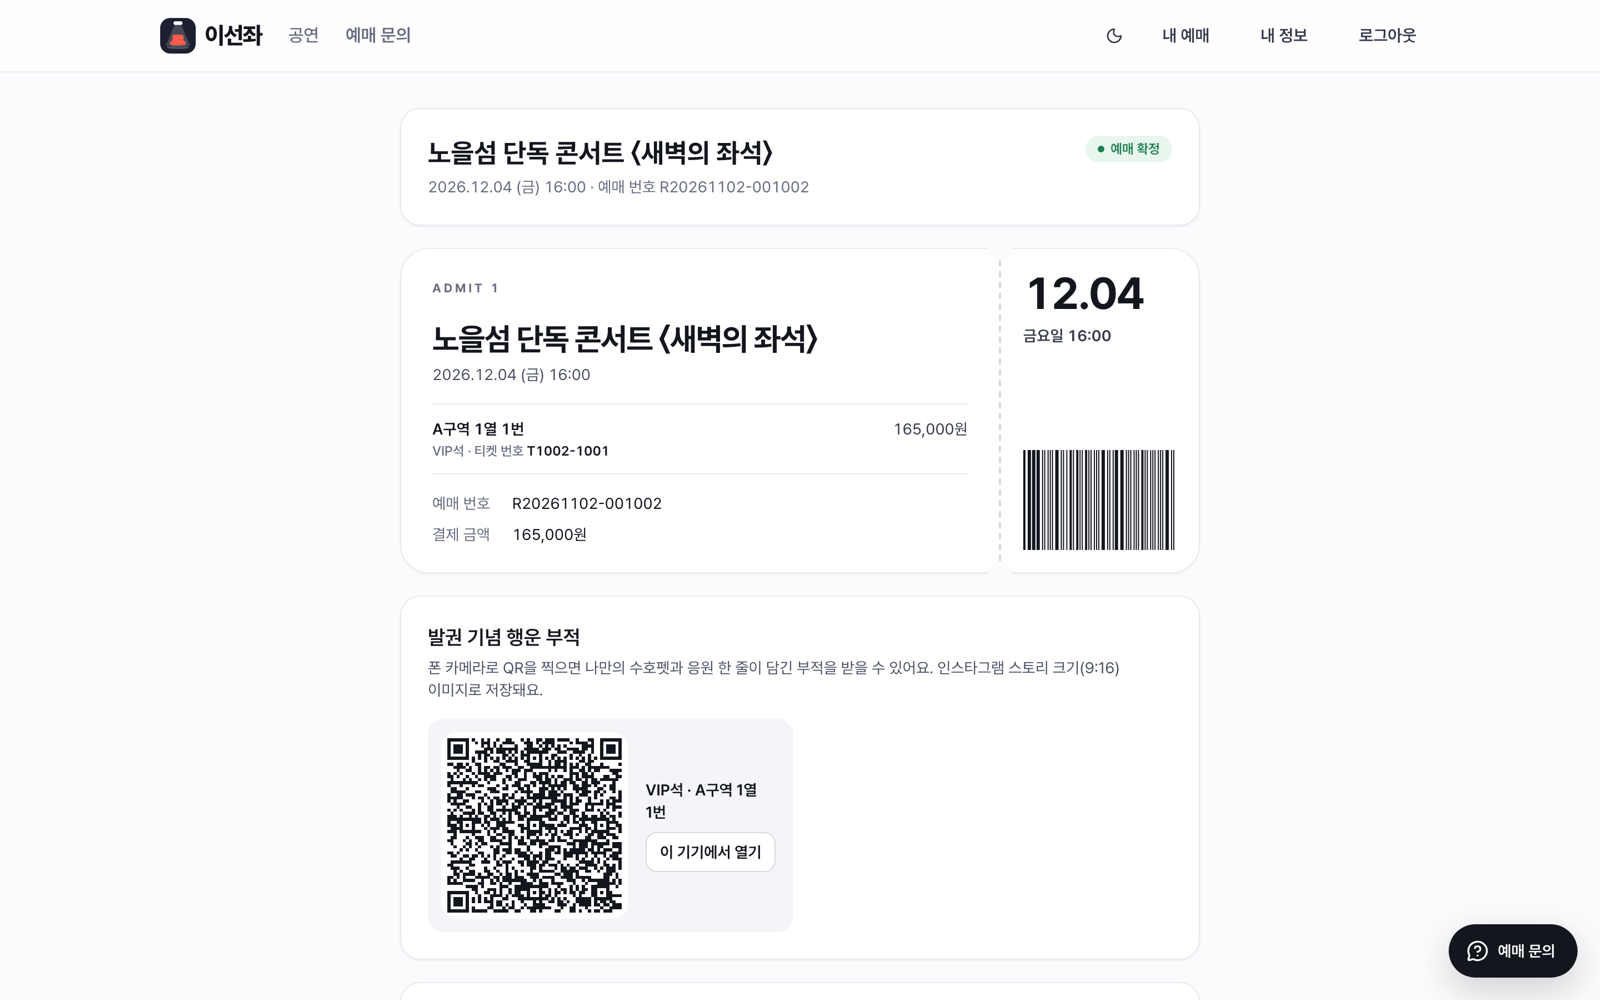 이선좌
공연
예매 문의
내 예매
내 정보
로그아웃
노을섬 단독 콘서트 〈새벽의 좌석〉
예매 확정
2026.12.04 (금) 16:00 · 예매 번호 R20261102-001002
ADMIT 1
노을섬 단독 콘서트 〈새벽의 좌석〉
2026.12.04 (금) 16:00
A구역 1열 1번
165,000원
VIP석 · 티켓 번호 T1002-1001
예매 번호 R20261102-001002
결제 금액 165,000원
12.04
금요일 16:00
발권 기념 행운 부적
폰 카메라로 QR을 찍으면 나만의 수호펫과 응원 한 줄이 담긴 부적을 받을 수 있어요. 인스타그램 스토리 크기(9:16)
이미지로 저장돼요.
VIP석 · A구역 1열
1번
이 기기에서 열기
예매 문의